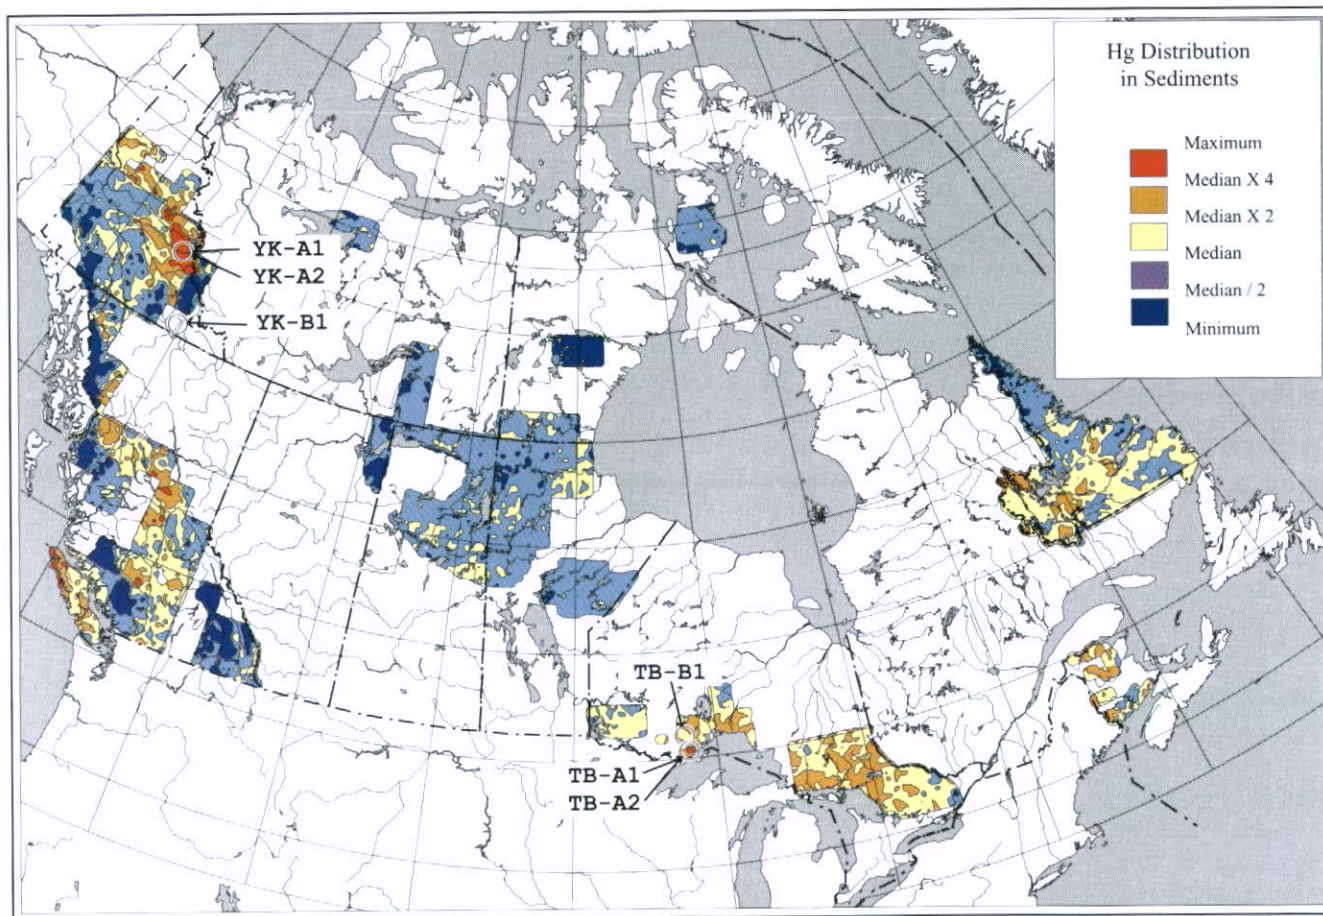 Hg Distribution
in Sediments
Maximum
Median X 4
Median X 2
Median
Median / 2
Minimum
YK-A1
YK-A2
YK-B1
TB-B1
TB-A1
TB-A2